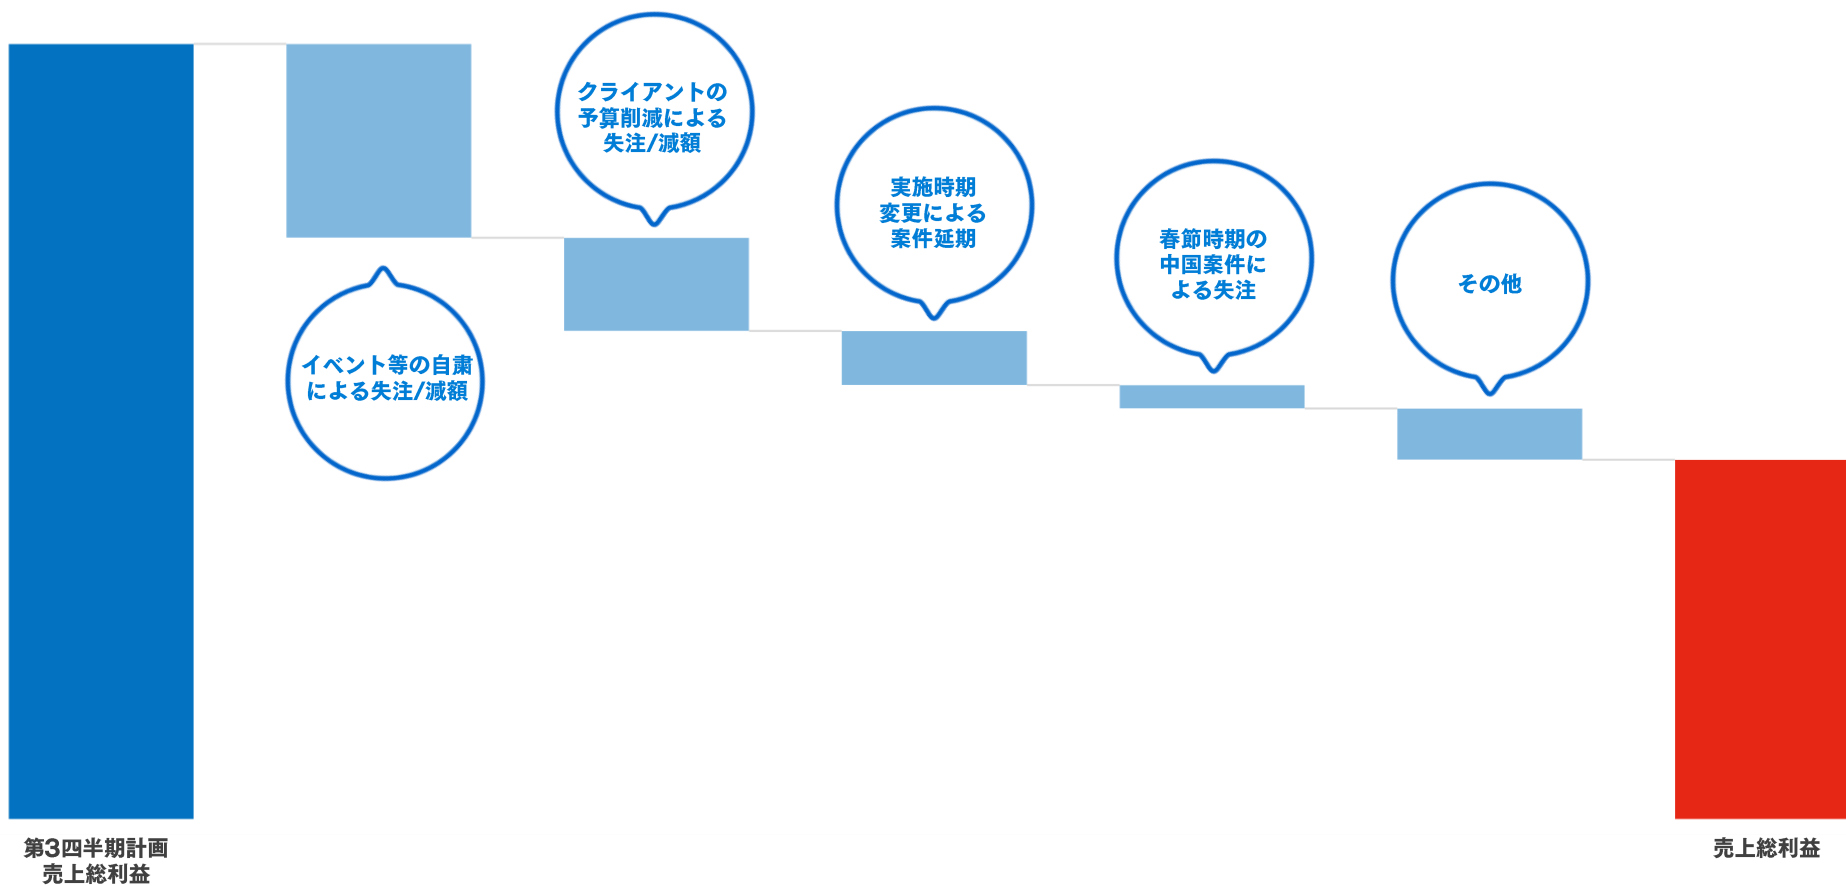 クライアントの
予算削減による
失注/減額
実施時期
変更による
案件延期
春節時期の
中国案件に
よる失注
その他
イベント等の自粛
による失注/減額
第3四半期計画
売上総利益
売上総利益